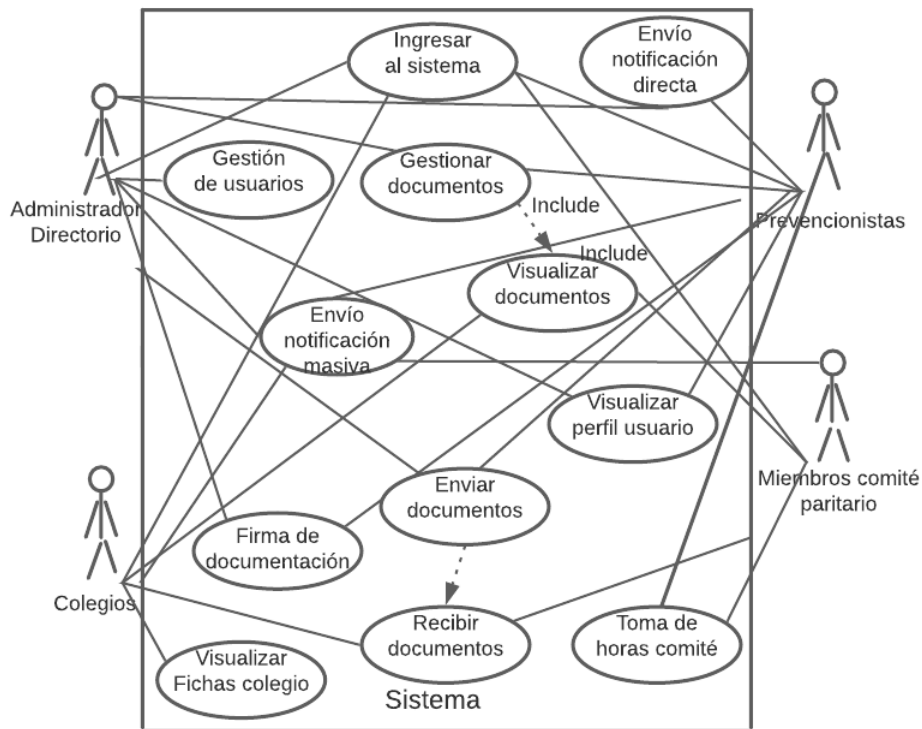 Ingresar
al sistema
Envío
notificación
directa
Administrador
Directorio
Gestión
de usuarios
Gestionar
documentos
Include
Prevencionistas
Include
Visualizar
documentos
Envío
notificación
masiva
Visualizar
perfil usuario
Miembros comité
paritario
Enviar
documentos
Firma de
documentación
Colegios
Recibir
documentos
Toma de
horas comité
Visualizar
Fichas colegio
Sistema